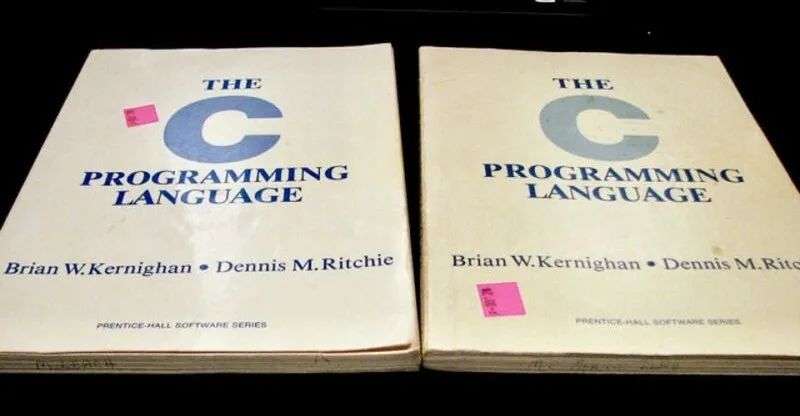 THE
C
PROGRAMMING
LANGUAGE
Brian W. Kernighan • Dennis M. Ritchie
PRENTICE-HALL SOFTWARE SERIES
THE
C
PROGRAMMING
LANGUAGE
Brian W. Kernighan • Dennis M. Ritc
PRENTICE-HALL SOFTWARE SERIES